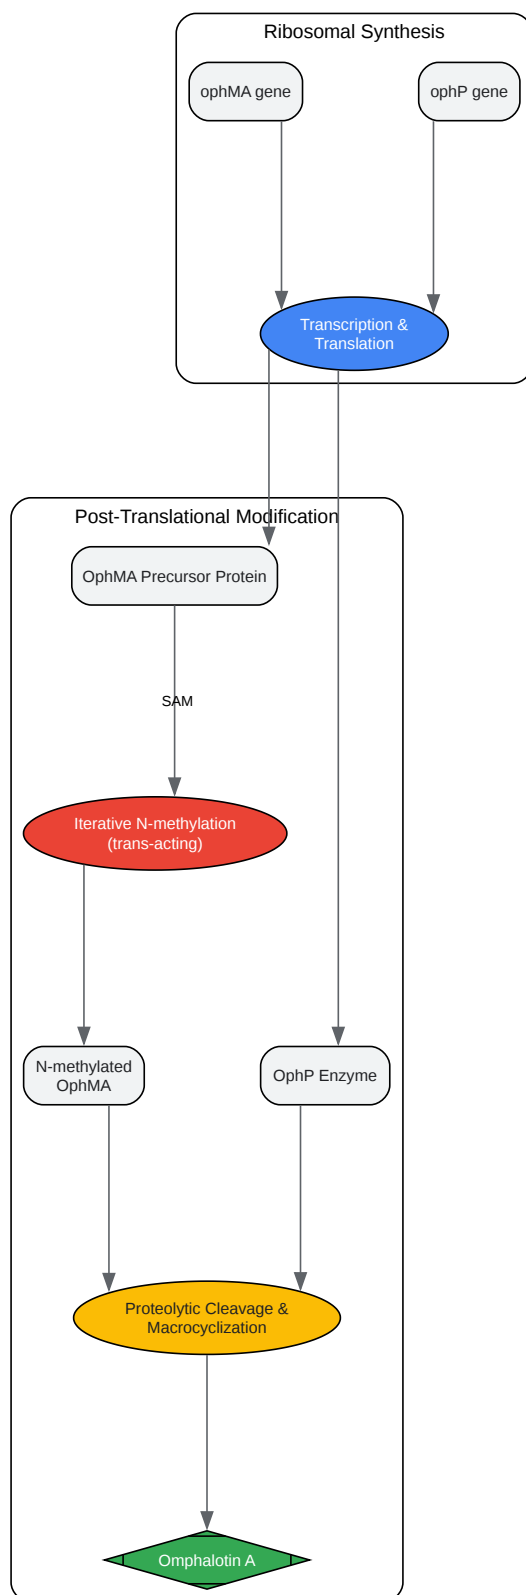 Ribosomal Synthesis
ophMA gene
ophP gene
Transcription &
Translation
Post-Translational Modification
OphMA Precursor Protein
SAM
Iterative N-methylation
(trans-acting)
N-methylated
OphMA
OphP Enzyme
Proteolytic Cleavage &
Macrocyclization
Omphalotin A